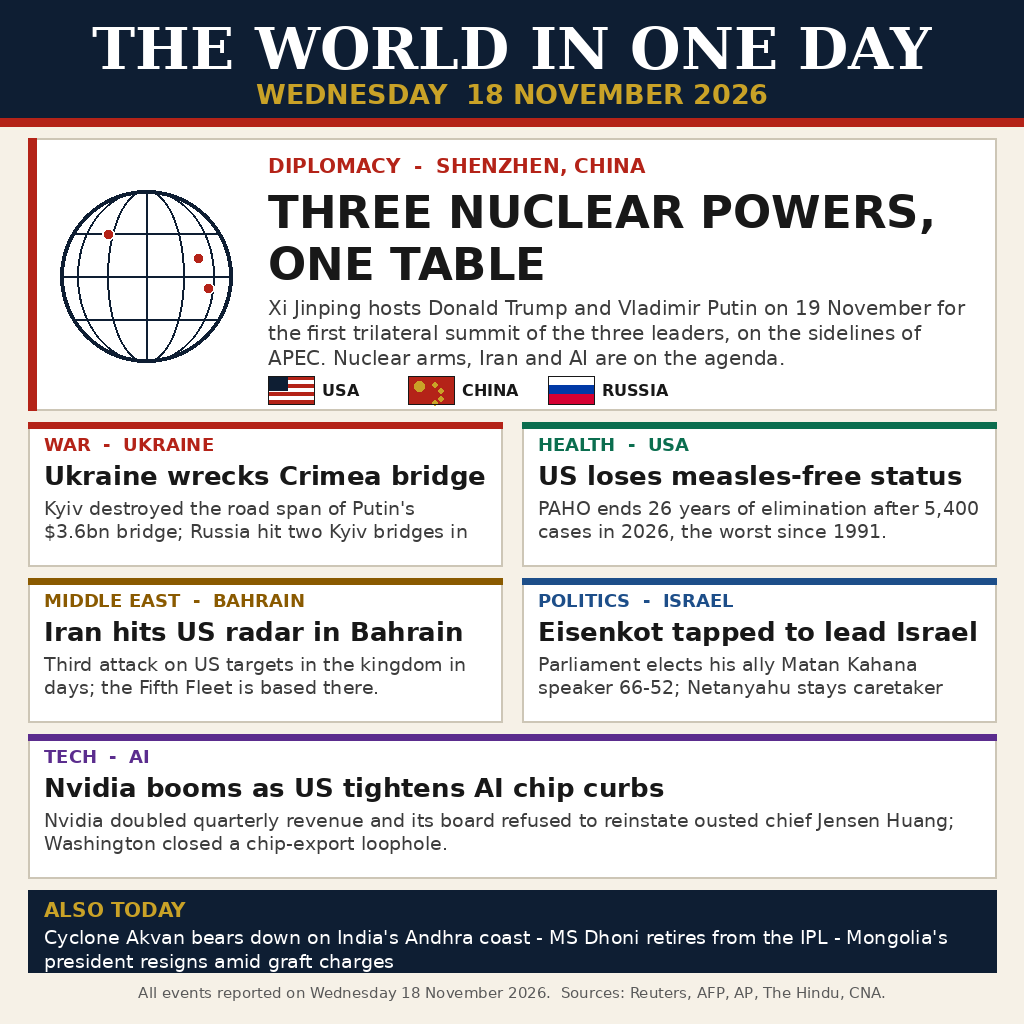 THE WORLD IN ONE DAY
WEDNESDAY  18 NOVEMBER 2026
DIPLOMACY  -  SHENZHEN, CHINA
THREE NUCLEAR POWERS,
ONE TABLE
Xi Jinping hosts Donald Trump and Vladimir Putin on 19 November for
the first trilateral summit of the three leaders, on the sidelines of
APEC. Nuclear arms, Iran and AI are on the agenda.
USA
CHINA
RUSSIA
WAR  -  UKRAINE
Ukraine wrecks Crimea bridge
Kyiv destroyed the road span of Putin's
$3.6bn bridge; Russia hit two Kyiv bridges in
HEALTH  -  USA
US loses measles-free status
PAHO ends 26 years of elimination after 5,400
cases in 2026, the worst since 1991.
MIDDLE EAST  -  BAHRAIN
Iran hits US radar in Bahrain
Third attack on US targets in the kingdom in
days; the Fifth Fleet is based there.
POLITICS  -  ISRAEL
Eisenkot tapped to lead Israel
Parliament elects his ally Matan Kahana
speaker 66-52; Netanyahu stays caretaker
TECH  -  AI
Nvidia booms as US tightens AI chip curbs
Nvidia doubled quarterly revenue and its board refused to reinstate ousted chief Jensen Huang;
Washington closed a chip-export loophole.
ALSO TODAY
Cyclone Akvan bears down on India's Andhra coast - MS Dhoni retires from the IPL - Mongolia's
president resigns amid graft charges
All events reported on Wednesday 18 November 2026.  Sources: Reuters, AFP, AP, The Hindu, CNA.